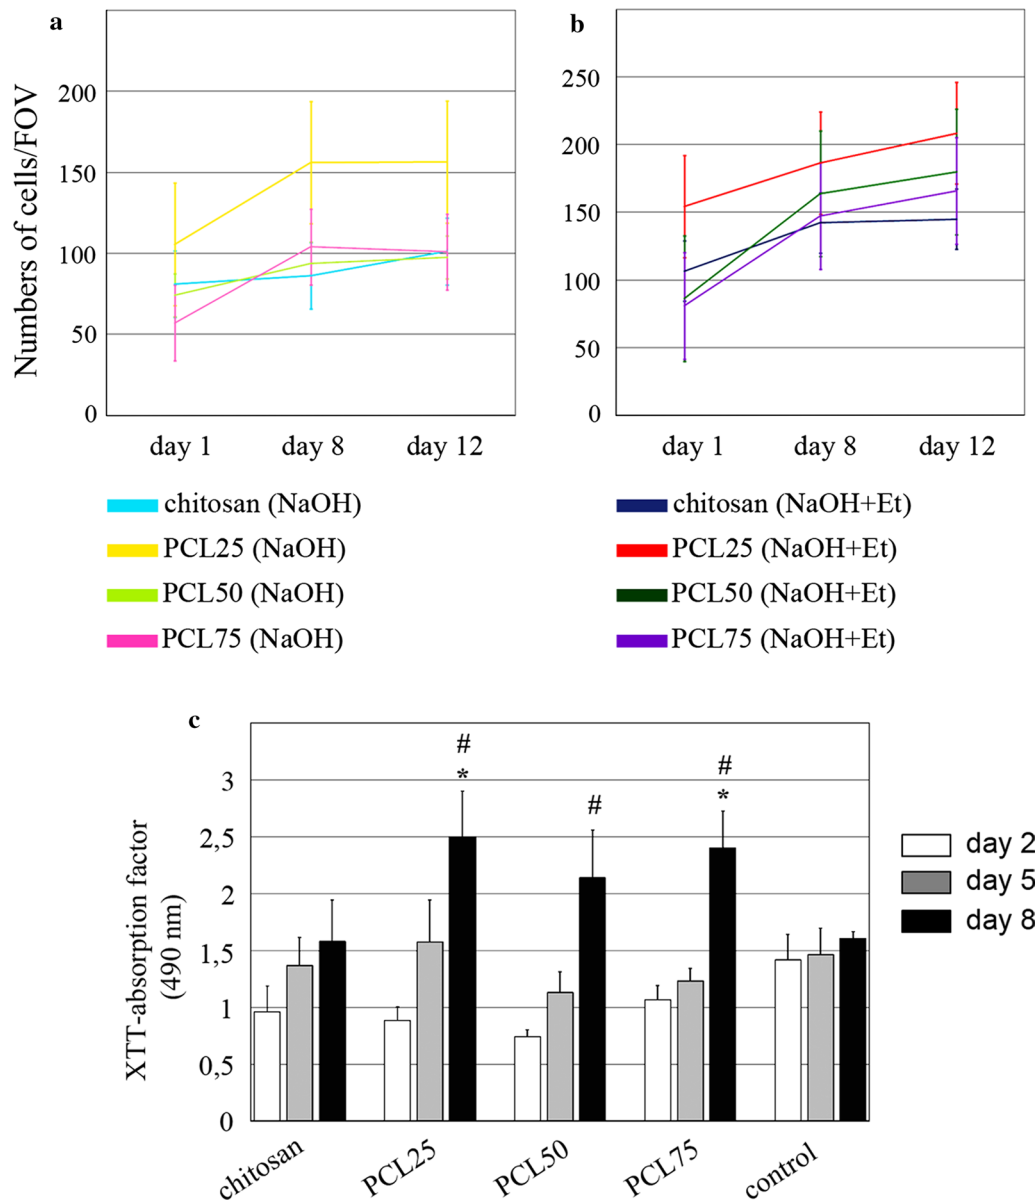 a
b
Numbers of cells/FOV
200
150
100
50
0
day 1
day 8
day 12
250
200
150
100
50
0
day 1
day 8
day 12
chitosan (NaOH)
PCL25 (NaOH)
PCL50 (NaOH)
PCL75 (NaOH)
chitosan (NaOH+Et)
PCL25 (NaOH+Et)
PCL50 (NaOH+Et)
PCL75 (NaOH+Et)
c
XTT-absorption factor
(490 nm)
3
2,5
2
1,5
1
0,5
0
#
*
#
#
*
chitosan
PCL25
PCL50
PCL75
control
day 2
day 5
day 8